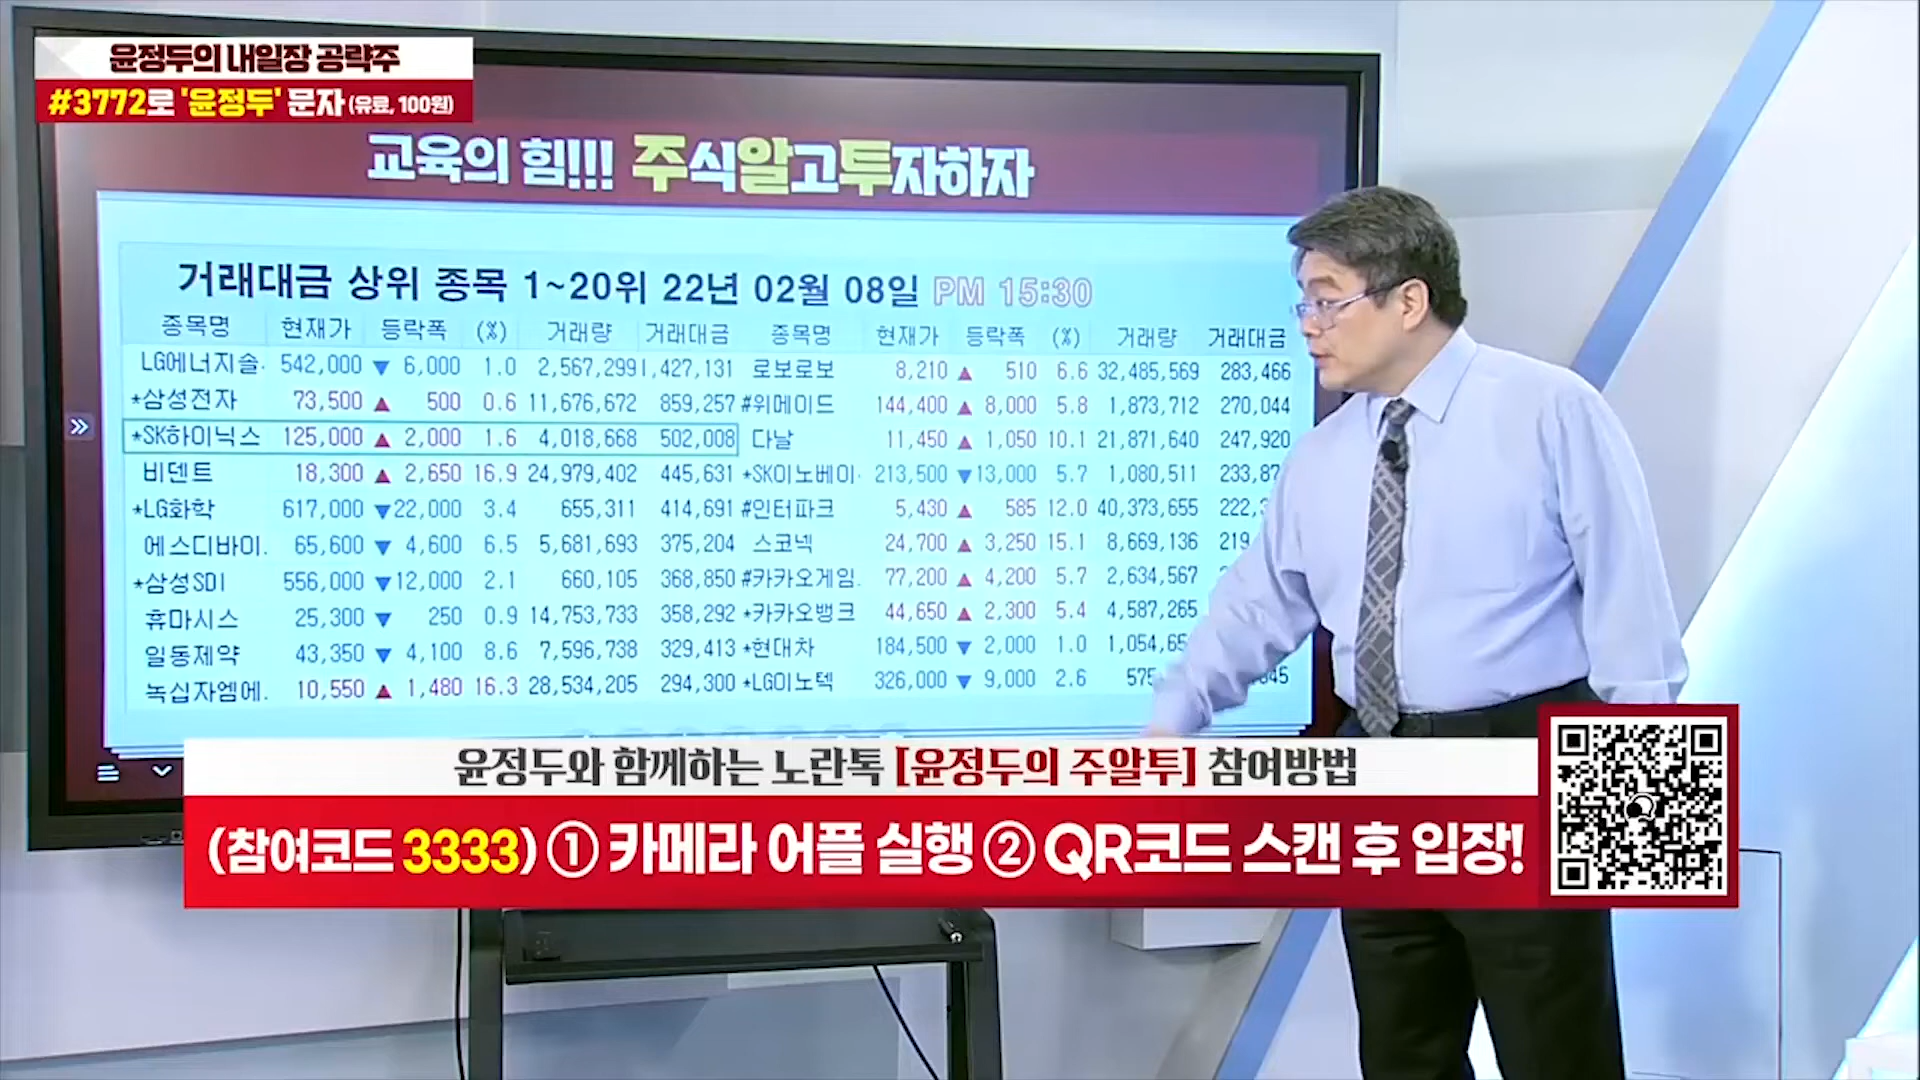 윤정두의 내일장 공략주
#3772로 '윤정두' 문자 (유료, 100원)
교육의 힘!!! 주식알고투자하자
거래대금 상위 종목 1~20위 22년 02월 08일 PM 15:30
종목명 현재가 등락폭 (%) 거래량 거래대금 종목명 현재가 등락폭 (%) 거래량 거래대금
LG에너지솔 542,000 ▼ 6,000 1.0 2,567,299 1,427,131 로보로보 8,210 ▲ 510 6.6 32,485,569 283,466
*삼성전자 73,500 ▲ 500 0.6 11,676,672 859,257 #위메이드 144,400 ▲ 8,000 5.8 1,873,712 270,044
*SK하이닉스 125,000 ▲ 2,000 1.6 4,018,668 502,008 다날 11,450 ▲ 1,050 10.1 21,871,640 247,920
비덴트 18,300 ▲ 2,650 16.9 24,979,402 445,631 *SK이노베이 213,500 ▼ 13,000 5.7 1,080,511 233,87
*LG화학 617,000 ▼ 22,000 3.4 655,311 414,691 #인터파크 5,430 ▲ 585 12.0 40,373,655 222,
에스디바이. 65,600 ▼ 4,600 6.5 5,681,693 375,204 스코넥 24,700 ▲ 3,250 15.1 8,669,136 219
*삼성SDI 556,000 ▼ 12,000 2.1 660,105 368,850 #카카오게임. 77,200 ▲ 4,200 5.7 2,634,567
휴마시스 25,300 ▼ 250 0.9 14,753,733 358,292 *카카오뱅크 44,650 ▲ 2,300 5.4 4,587,265
일동제약 43,350 ▼ 4,100 8.6 7,596,738 329,413 *현대차 184,500 ▼ 2,000 1.0 1,054,65
녹십자엠에. 10,550 ▲ 1,480 16.3 28,534,205 294,300 *LG이노텍 326,000 ▼ 9,000 2.6 575
윤정두와 함께하는 노란톡 [윤정두의 주알투] 참여방법
(참여코드 3333) ① 카메라 어플 실행 ② QR코드 스캔 후 입장!